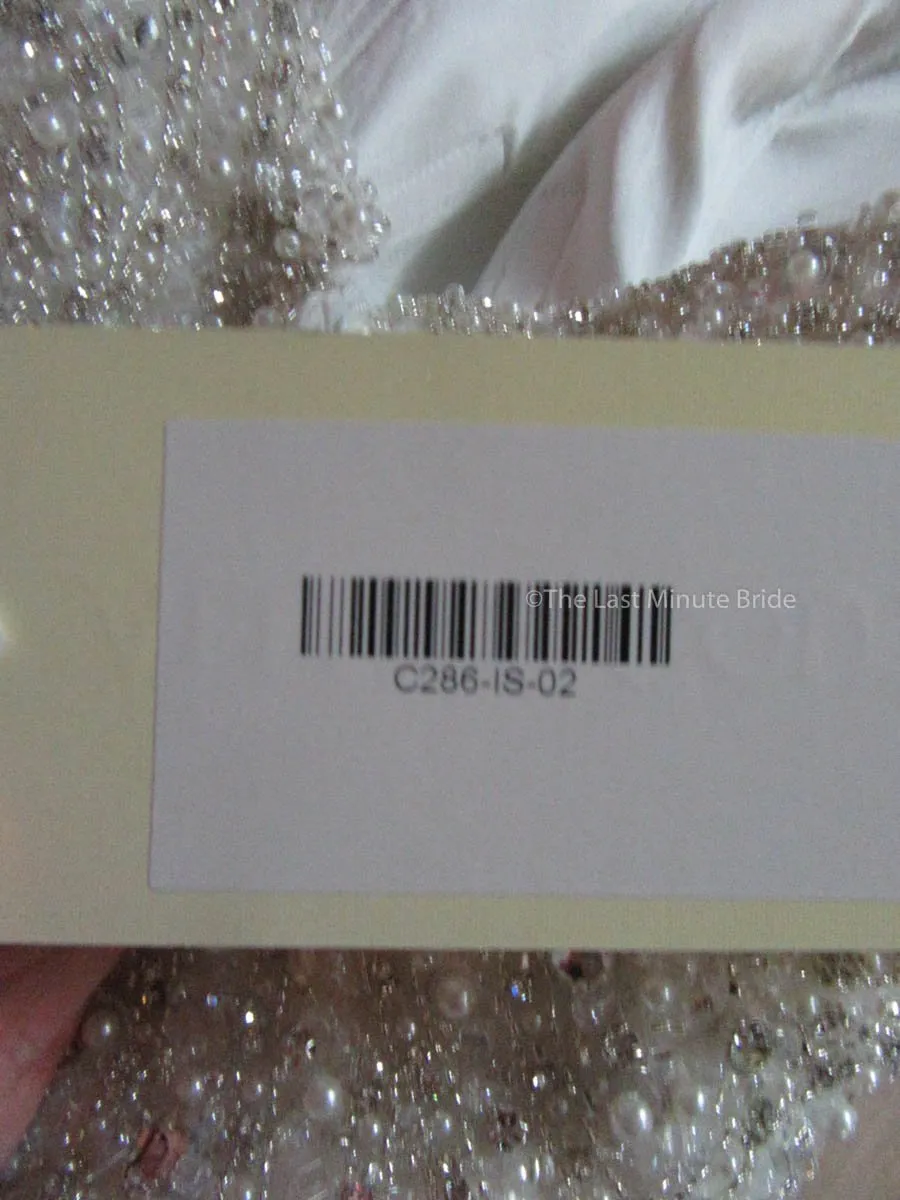 ©The Last Minute Bride
C286-IS-02